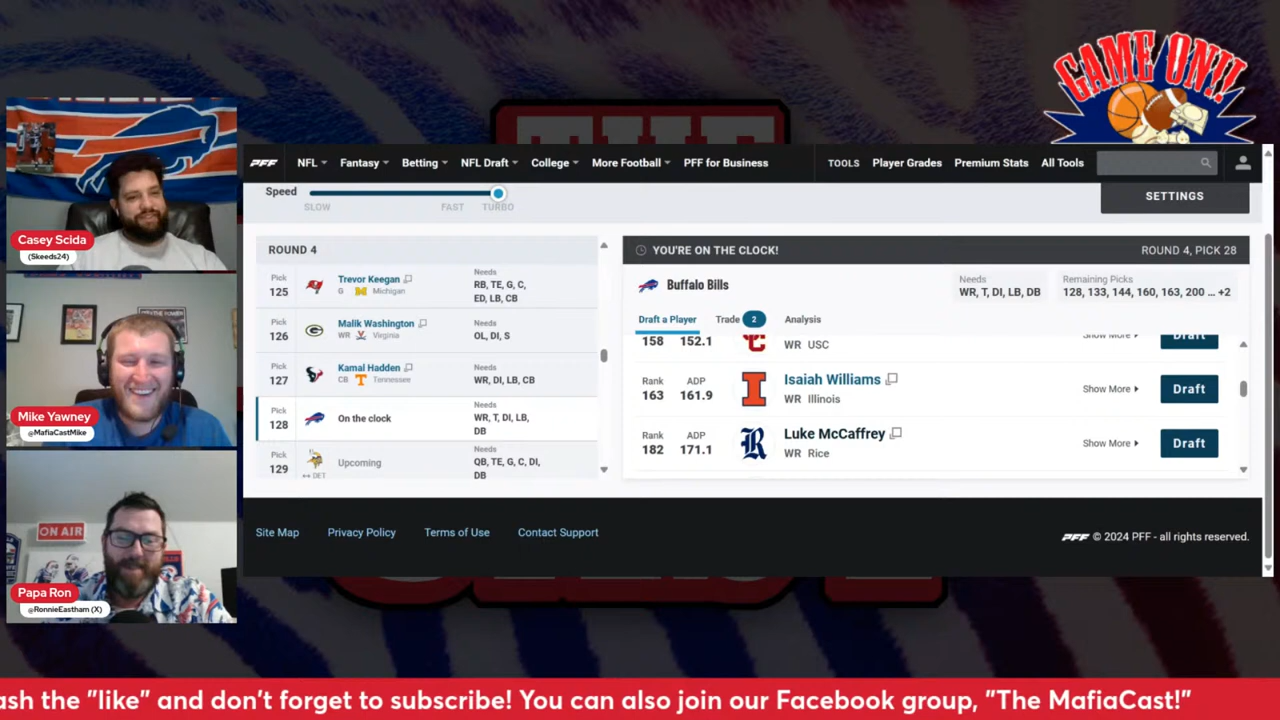 GAME ON!!
PFF NFL Fantasy Betting NFL Draft College More Football PFF for Business TOOLS Player Grades Premium Stats All Tools
Speed
SLOW FAST TURBO
SETTINGS
Casey Scida
(Skeeds24)
Mike Yawney
@MafiaCastMike
ON AIR
Papa Ron
@RonnieEastham (X)
ROUND 4
Pick
125
Trevor Keegan
G Michigan
Needs
RB, TE, G, C,
ED, LB, CB
Pick
126
Malik Washington
WR Virginia
Needs
OL, DI, S
Pick
127
Kamal Hadden
CB Tennessee
Needs
WR, DI, LB, CB
Pick
128
On the clock
Needs
WR, T, DI, LB,
DB
Pick
129
↔ DET
Upcoming
Needs
QB, TE, G, C, DI,
DB
YOU'RE ON THE CLOCK! ROUND 4, PICK 28
Buffalo Bills
Needs
WR, T, DI, LB, DB
Remaining Picks
128, 133, 144, 160, 163, 200 ... +2
Draft a Player Trade 2 Analysis
158 152.1 WR USC Show More Draft
Rank
163
ADP
161.9
Isaiah Williams
WR Illinois
Show More Draft
Rank
182
ADP
171.1
Luke McCaffrey
WR Rice
Show More Draft
Site Map Privacy Policy Terms of Use Contact Support
PFF © 2024 PFF - all rights reserved.
ash the "like" and don't forget to subscribe! You can also join our Facebook group, "The MafiaCast!"